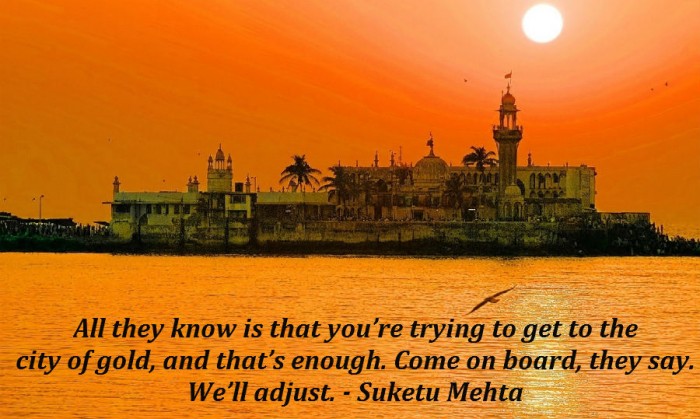 All they know is that you’re trying to get to the
city of gold, and that’s enough. Come on board, they say.
We’ll adjust. - Suketu Mehta